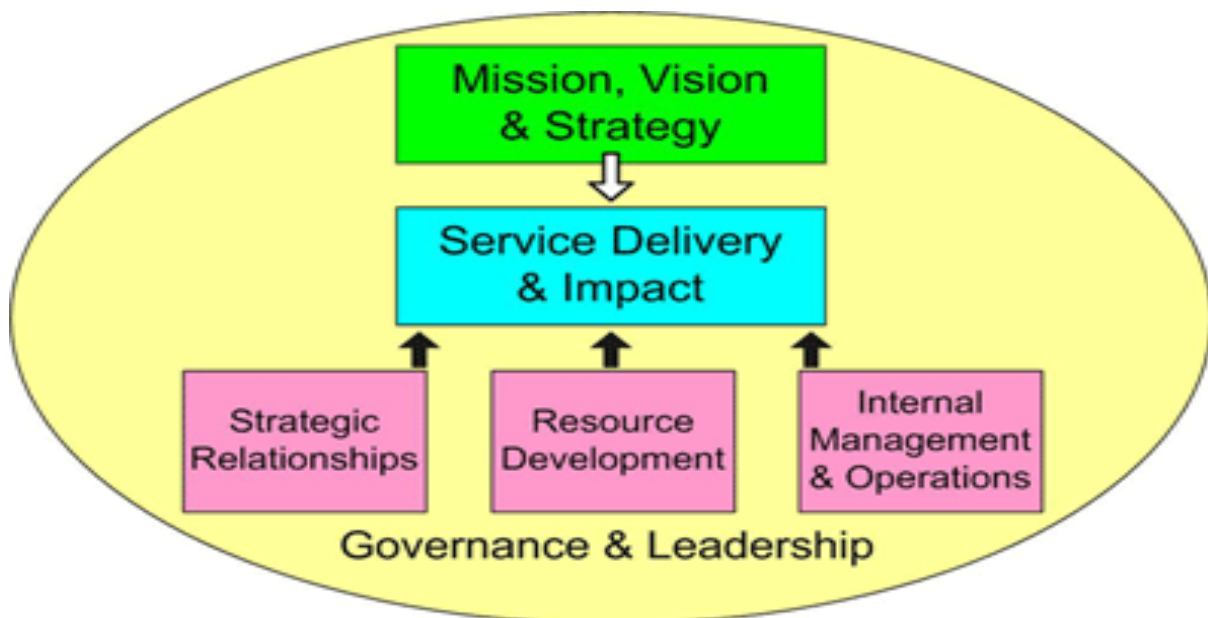 Mission, Vision
& Strategy
Service Delivery
& Impact
Strategic
Relationships
Resource
Development
Internal
Management
& Operations
Governance & Leadership